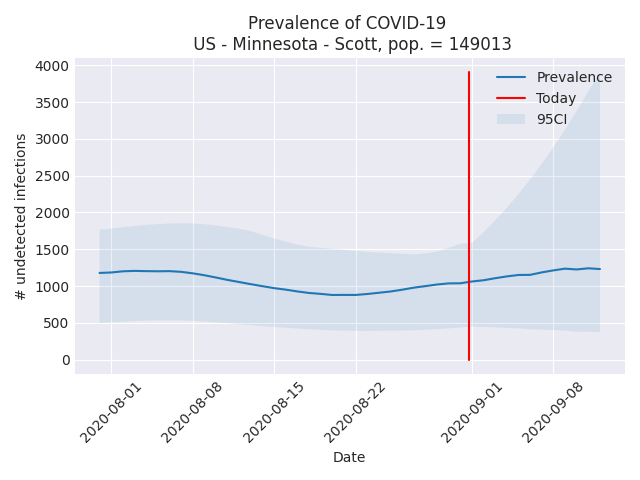 Prevalence of COVID-19
US - Minnesota - Scott, pop. = 149013
4000
3500
3000
2500
2000
1500
1000
500
0
# undetected infections
Prevalence
Today
95CI
2020-08-01
2020-08-08
2020-08-15
2020-08-22
2020-09-01
2020-09-08
Date